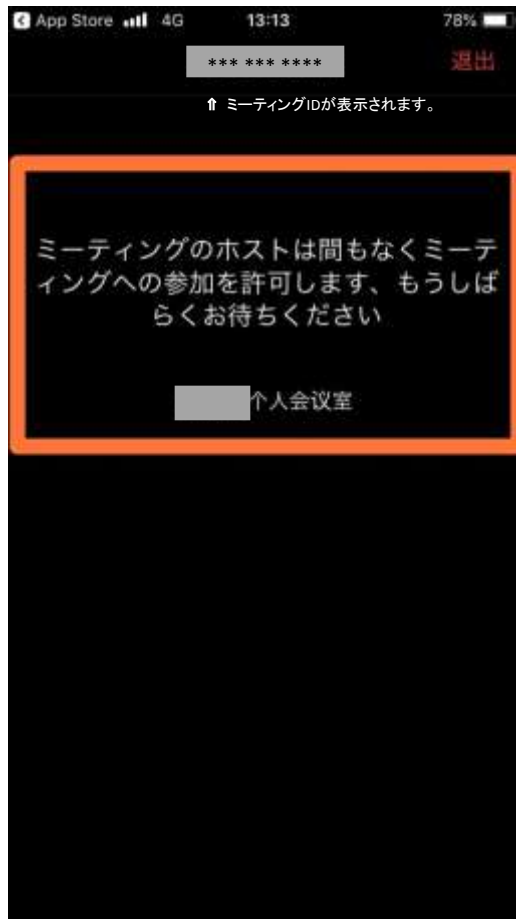 App Store 4G 13:13 78%
*** *** **** 退出
⇑ ミーティングIDが表示されます。
ミーティングのホストは間もなくミーテ
ィングへの参加を許可します、もうしば
らくお待ちください
个人会议室